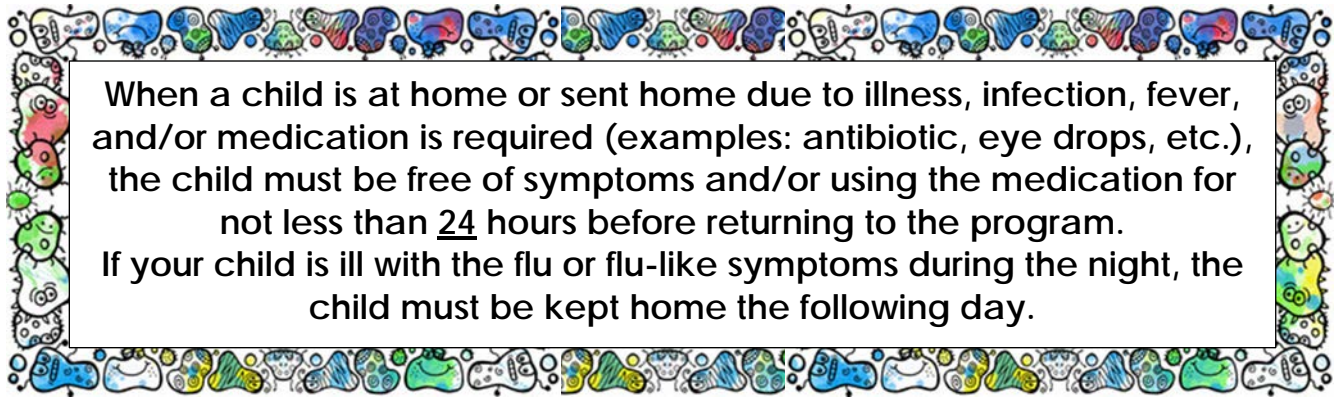 When a child is at home or sent home due to illness, infection, fever,
and/or medication is required (examples: antibiotic, eye drops, etc.),
the child must be free of symptoms and/or using the medication for
not less than 24 hours before returning to the program.
If your child is ill with the flu or flu-like symptoms during the night, the
child must be kept home the following day.